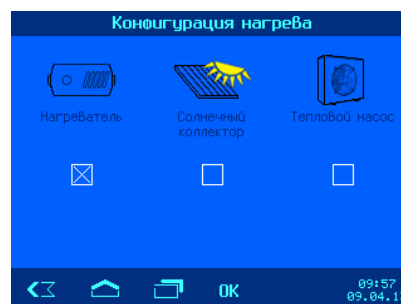 Конфигурация нагрева
Нагреватель
Солнечный
коллектор
Тепловой насос
OK
09:57
09.04.1